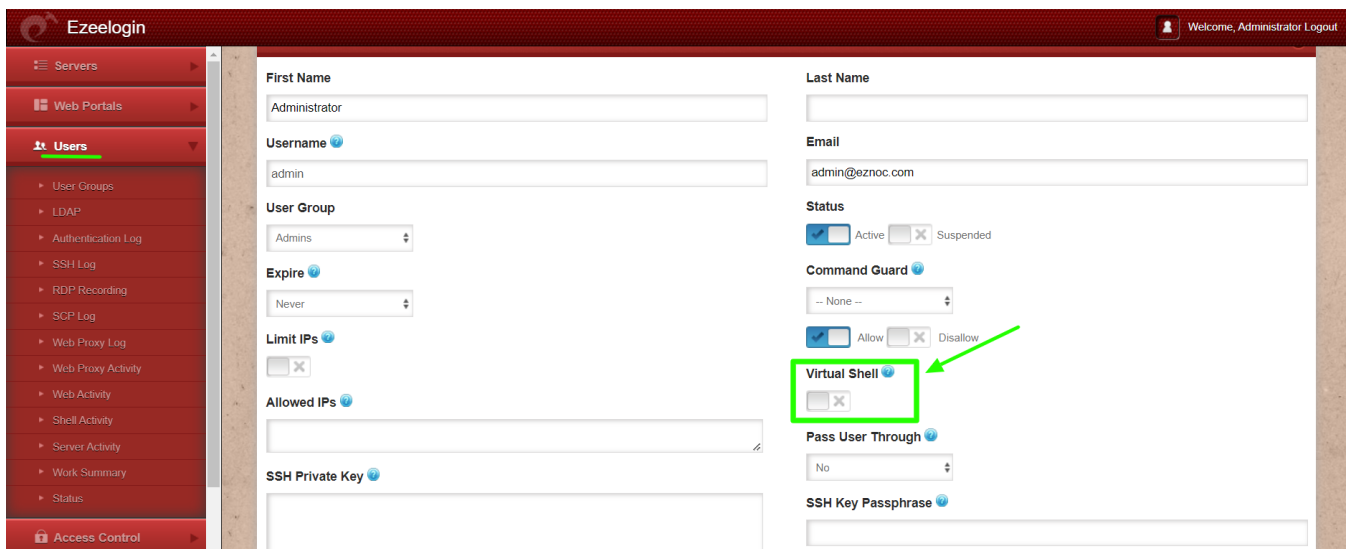 Ezeelogin
Welcome, Administrator Logout
Servers
Web Portals
Users
User Groups
LDAP
Authentication Log
SSH Log
RDP Recording
SCP Log
Web Proxy Log
Web Proxy Activity
Web Activity
Shell Activity
Server Activity
Work Summary
Status
Access Control
First Name
Administrator
Username
admin
User Group
Admins
Expire
Never
Limit IPs
Allowed IPs
SSH Private Key
Last Name
Email
admin@eznoc.com
Status
Active Suspended
Command Guard
-- None --
Allow Disallow
Virtual Shell
Pass User Through
No
SSH Key Passphrase